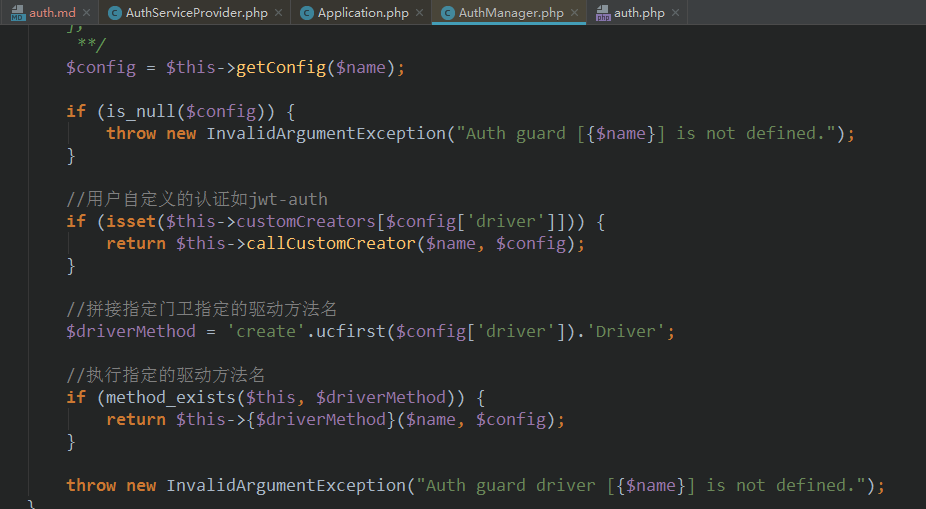 auth.md AuthServiceProvider.php Application.php AuthManager.php auth.php
];
**/
$config = $this->getConfig($name);
if (is_null($config)) {
throw new InvalidArgumentException("Auth guard [{$name}] is not defined.");
}
//用户自定义的认证如jwt-auth
if (isset($this->customCreators[$config['driver']])) {
return $this->callCustomCreator($name, $config);
}
//拼接指定门卫指定的驱动方法名
$driverMethod = 'create'.ucfirst($config['driver']).'Driver';
//执行指定的驱动方法名
if (method_exists($this, $driverMethod)) {
return $this->{$driverMethod}($name, $config);
}
throw new InvalidArgumentException("Auth guard driver [{$name}] is not defined.");
}